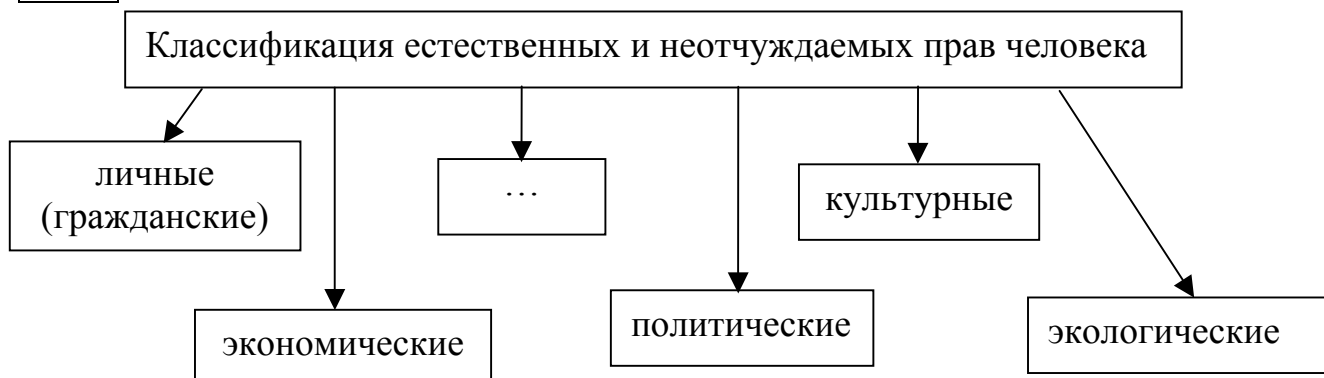 Классификация естественных и неотчуждаемых прав человека
личные
(гражданские)
…
культурные
экономические
политические
экологические